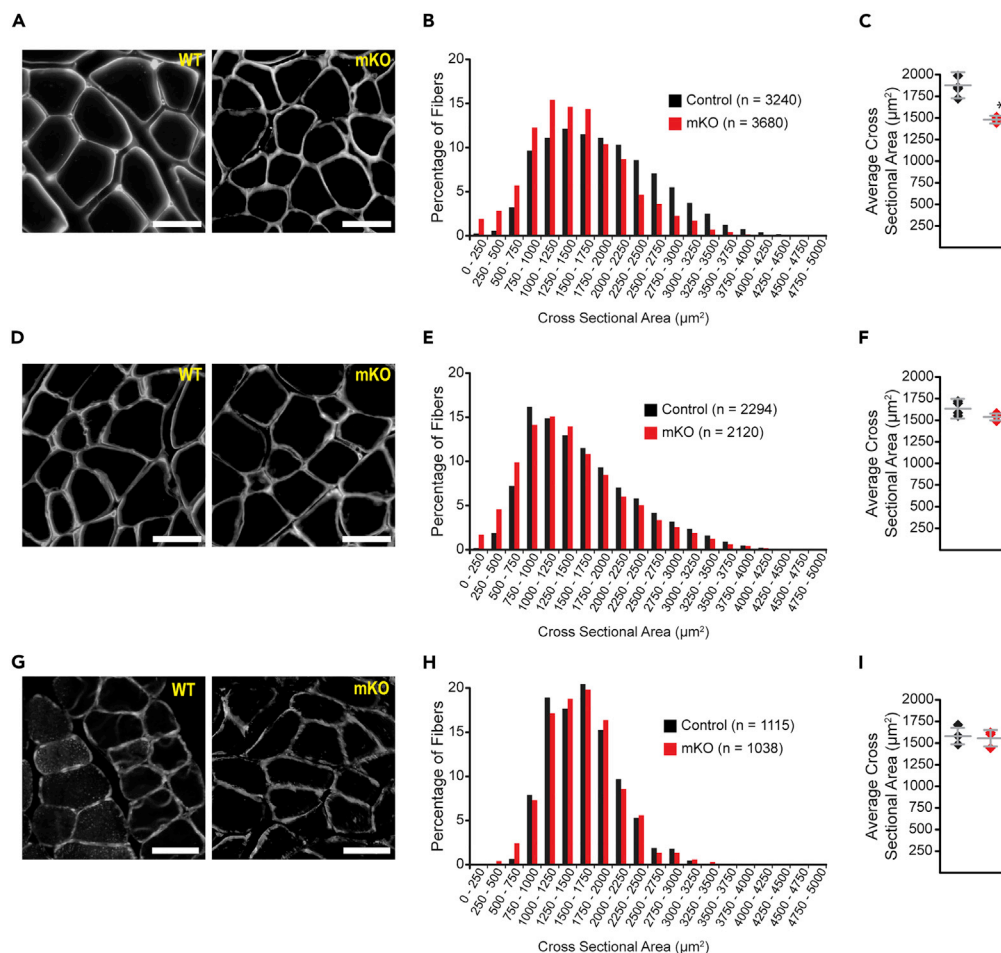 A
WT
mKO
B
20
15
10
5
0
Percentage of Fibers
Control (n = 3240)
mKO (n = 3680)
0 - 250
250 - 500
500 - 750
750 - 1000
1000 - 1250
1250 - 1500
1500 - 1750
1750 - 2000
2000 - 2250
2250 - 2500
2500 - 2750
2750 - 3000
3000 - 3250
3250 - 3500
3500 - 3750
3750 - 4000
4000 - 4250
4250 - 4500
4500 - 4750
4750 - 5000
Cross Sectional Area (µm²)
C
Average Cross
Sectional Area (µm²)
2000
1750
1500
1250
1000
750
500
250
*
D
WT
mKO
E
20
15
10
5
0
Percentage of Fibers
Control (n = 2294)
mKO (n = 2120)
0 - 250
250 - 500
500 - 750
750 - 1000
1000 - 1250
1250 - 1500
1500 - 1750
1750 - 2000
2000 - 2250
2250 - 2500
2500 - 2750
2750 - 3000
3000 - 3250
3250 - 3500
3500 - 3750
3750 - 4000
4000 - 4250
4250 - 4500
4500 - 4750
4750 - 5000
Cross Sectional Area (µm²)
F
Average Cross
Sectional Area (µm²)
2000
1750
1500
1250
1000
750
500
250
G
WT
mKO
H
20
15
10
5
0
Percentage of Fibers
Control (n = 1115)
mKO (n = 1038)
0 - 250
250 - 500
500 - 750
750 - 1000
1000 - 1250
1250 - 1500
1500 - 1750
1750 - 2000
2000 - 2250
2250 - 2500
2500 - 2750
2750 - 3000
3000 - 3250
3250 - 3500
3500 - 3750
3750 - 4000
4000 - 4250
4250 - 4500
4500 - 4750
4750 - 5000
Cross Sectional Area (µm²)
I
Average Cross
Sectional Area (µm²)
2000
1750
1500
1250
1000
750
500
250